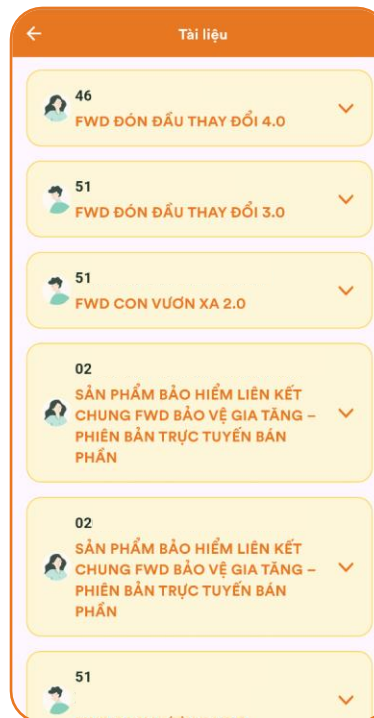 Tài liệu
46
FWD ĐÓN ĐẦU THAY ĐỔI 4.0
51
FWD ĐÓN ĐẦU THAY ĐỔI 3.0
51
FWD CON VƯƠN XA 2.0
02
SẢN PHẨM BẢO HIỂM LIÊN KẾT
CHUNG FWD BẢO VỆ GIA TĂNG –
PHIÊN BẢN TRỰC TUYẾN BÁN
PHẦN
02
SẢN PHẨM BẢO HIỂM LIÊN KẾT
CHUNG FWD BẢO VỆ GIA TĂNG –
PHIÊN BẢN TRỰC TUYẾN BÁN
PHẦN
51